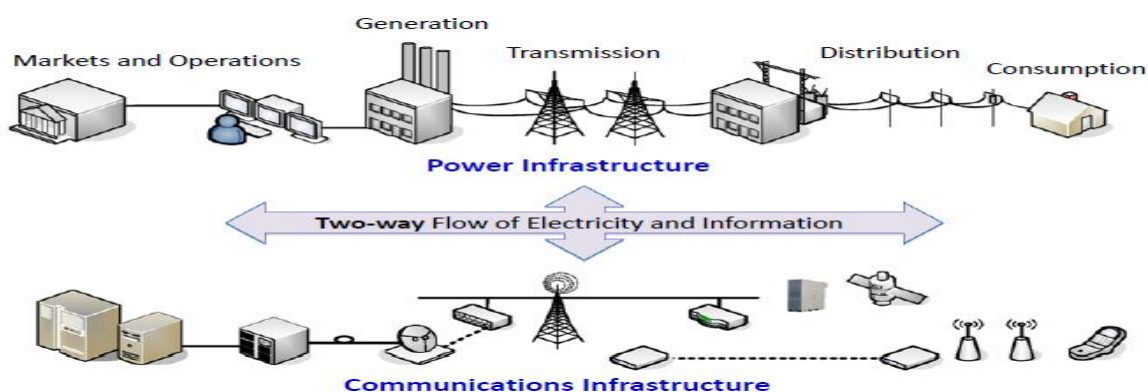 Generation
Markets and Operations
Transmission
Distribution
Consumption
Power Infrastructure
Two-way Flow of Electricity and Information
Communications Infrastructure